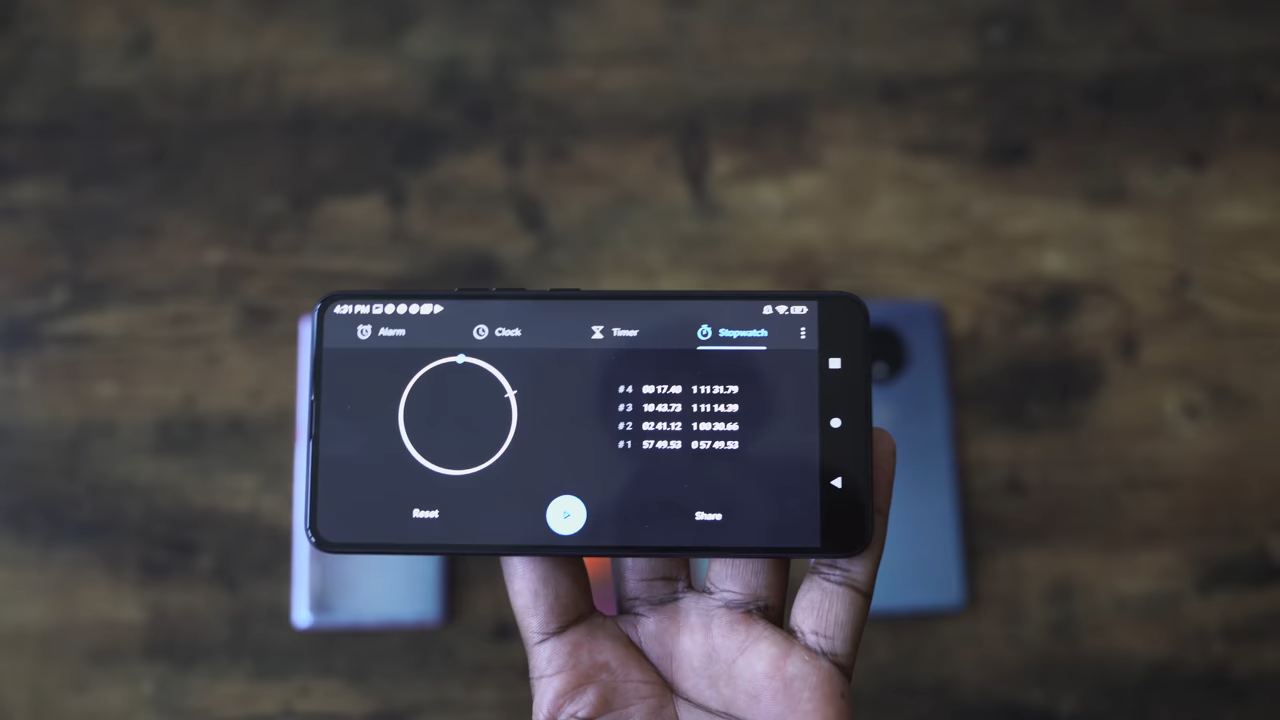 4:31 PM
Alarm Clock Timer Stopwatch
#4 00 17.40 1 11 31.79
#3 10 43.73 1 11 14.39
#2 02 41.12 1 00 30.66
#1 57 49.53 0 57 49.53
Reset Share